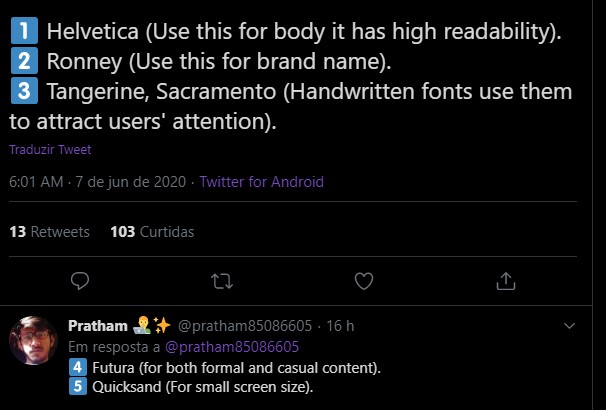 1️⃣ Helvetica (Use this for body it has high readability).
2️⃣ Ronney (Use this for brand name).
3️⃣ Tangerine, Sacramento (Handwritten fonts use them
to attract users' attention).
Traduzir Tweet
6:01 AM · 7 de jun de 2020 · Twitter for Android
13 Retweets 103 Curtidas
Pratham 👨‍💻✨ @pratham85086605 · 16 h
Em resposta a @pratham85086605
4️⃣ Futura (for both formal and casual content).
5️⃣ Quicksand (For small screen size).